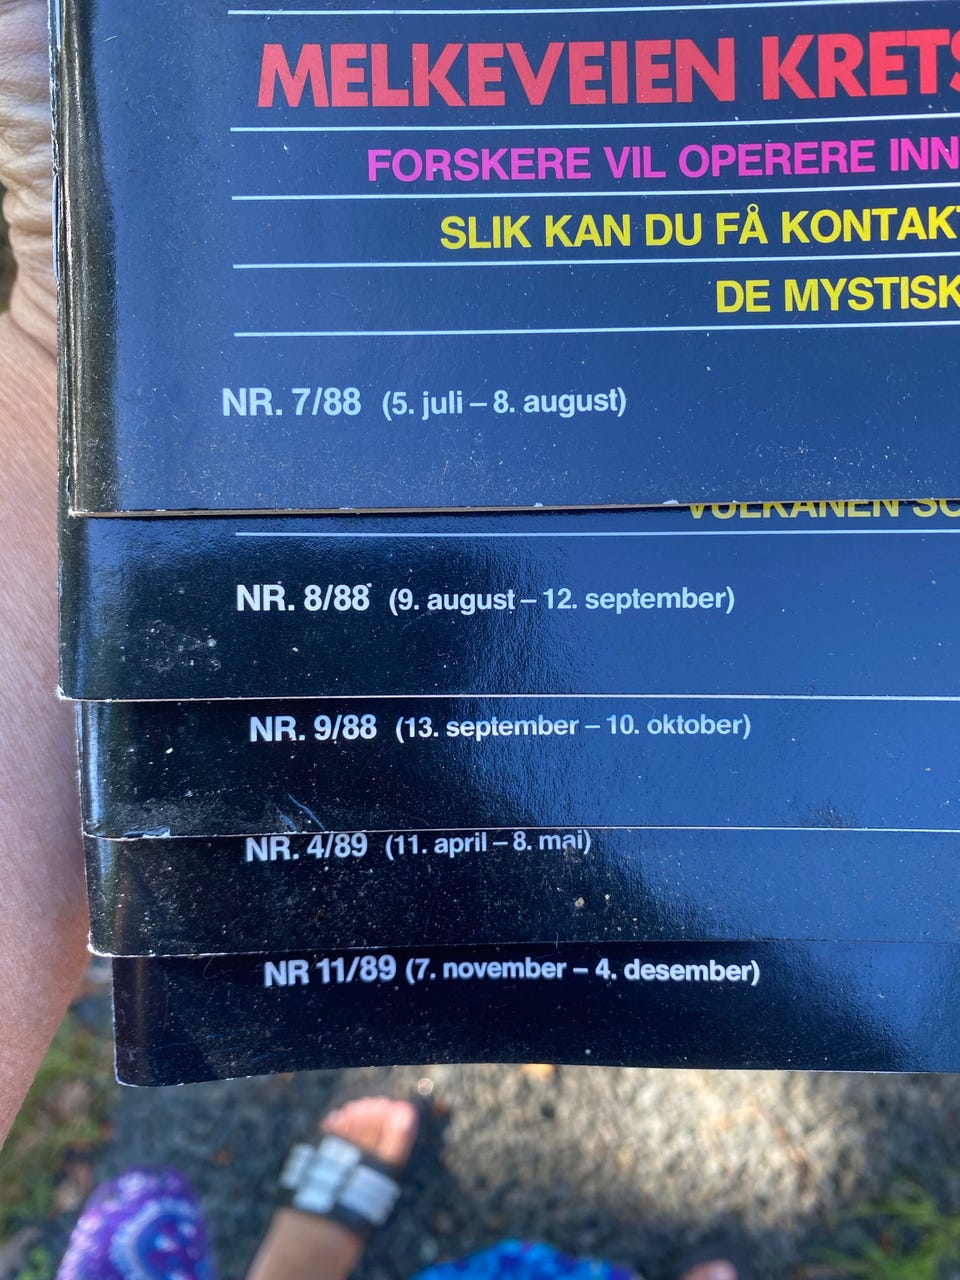 MELKEVEIEN KRETS
FORSKERE VIL OPERERE INN
SLIK KAN DU FÅ KONTAKT
DE MYSTISK
NR. 7/88 (5. juli – 8. august)
VULKANEN SO
NR. 8/88 (9. august – 12. september)
NR. 9/88 (13. september – 10. oktober)
NR. 4/89 (11. april – 8. mai)
NR 11/89 (7. november – 4. desember)